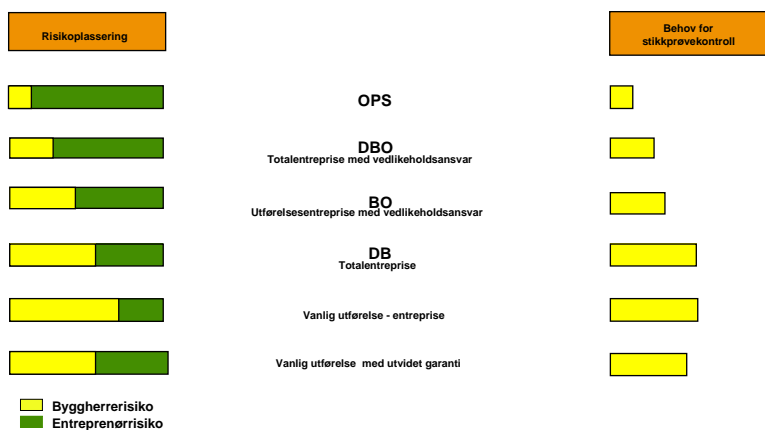 Risikoplassering
Behov for
stikkprøvekontroll
OPS
DBO
Totalentreprise med vedlikeholdsansvar
BO
Utførelsesentreprise med vedlikeholdsansvar
DB
Totalentreprise
Vanlig utførelse - entreprise
Vanlig utførelse  med utvidet garanti
Byggherrerisiko
Entreprenørrisiko